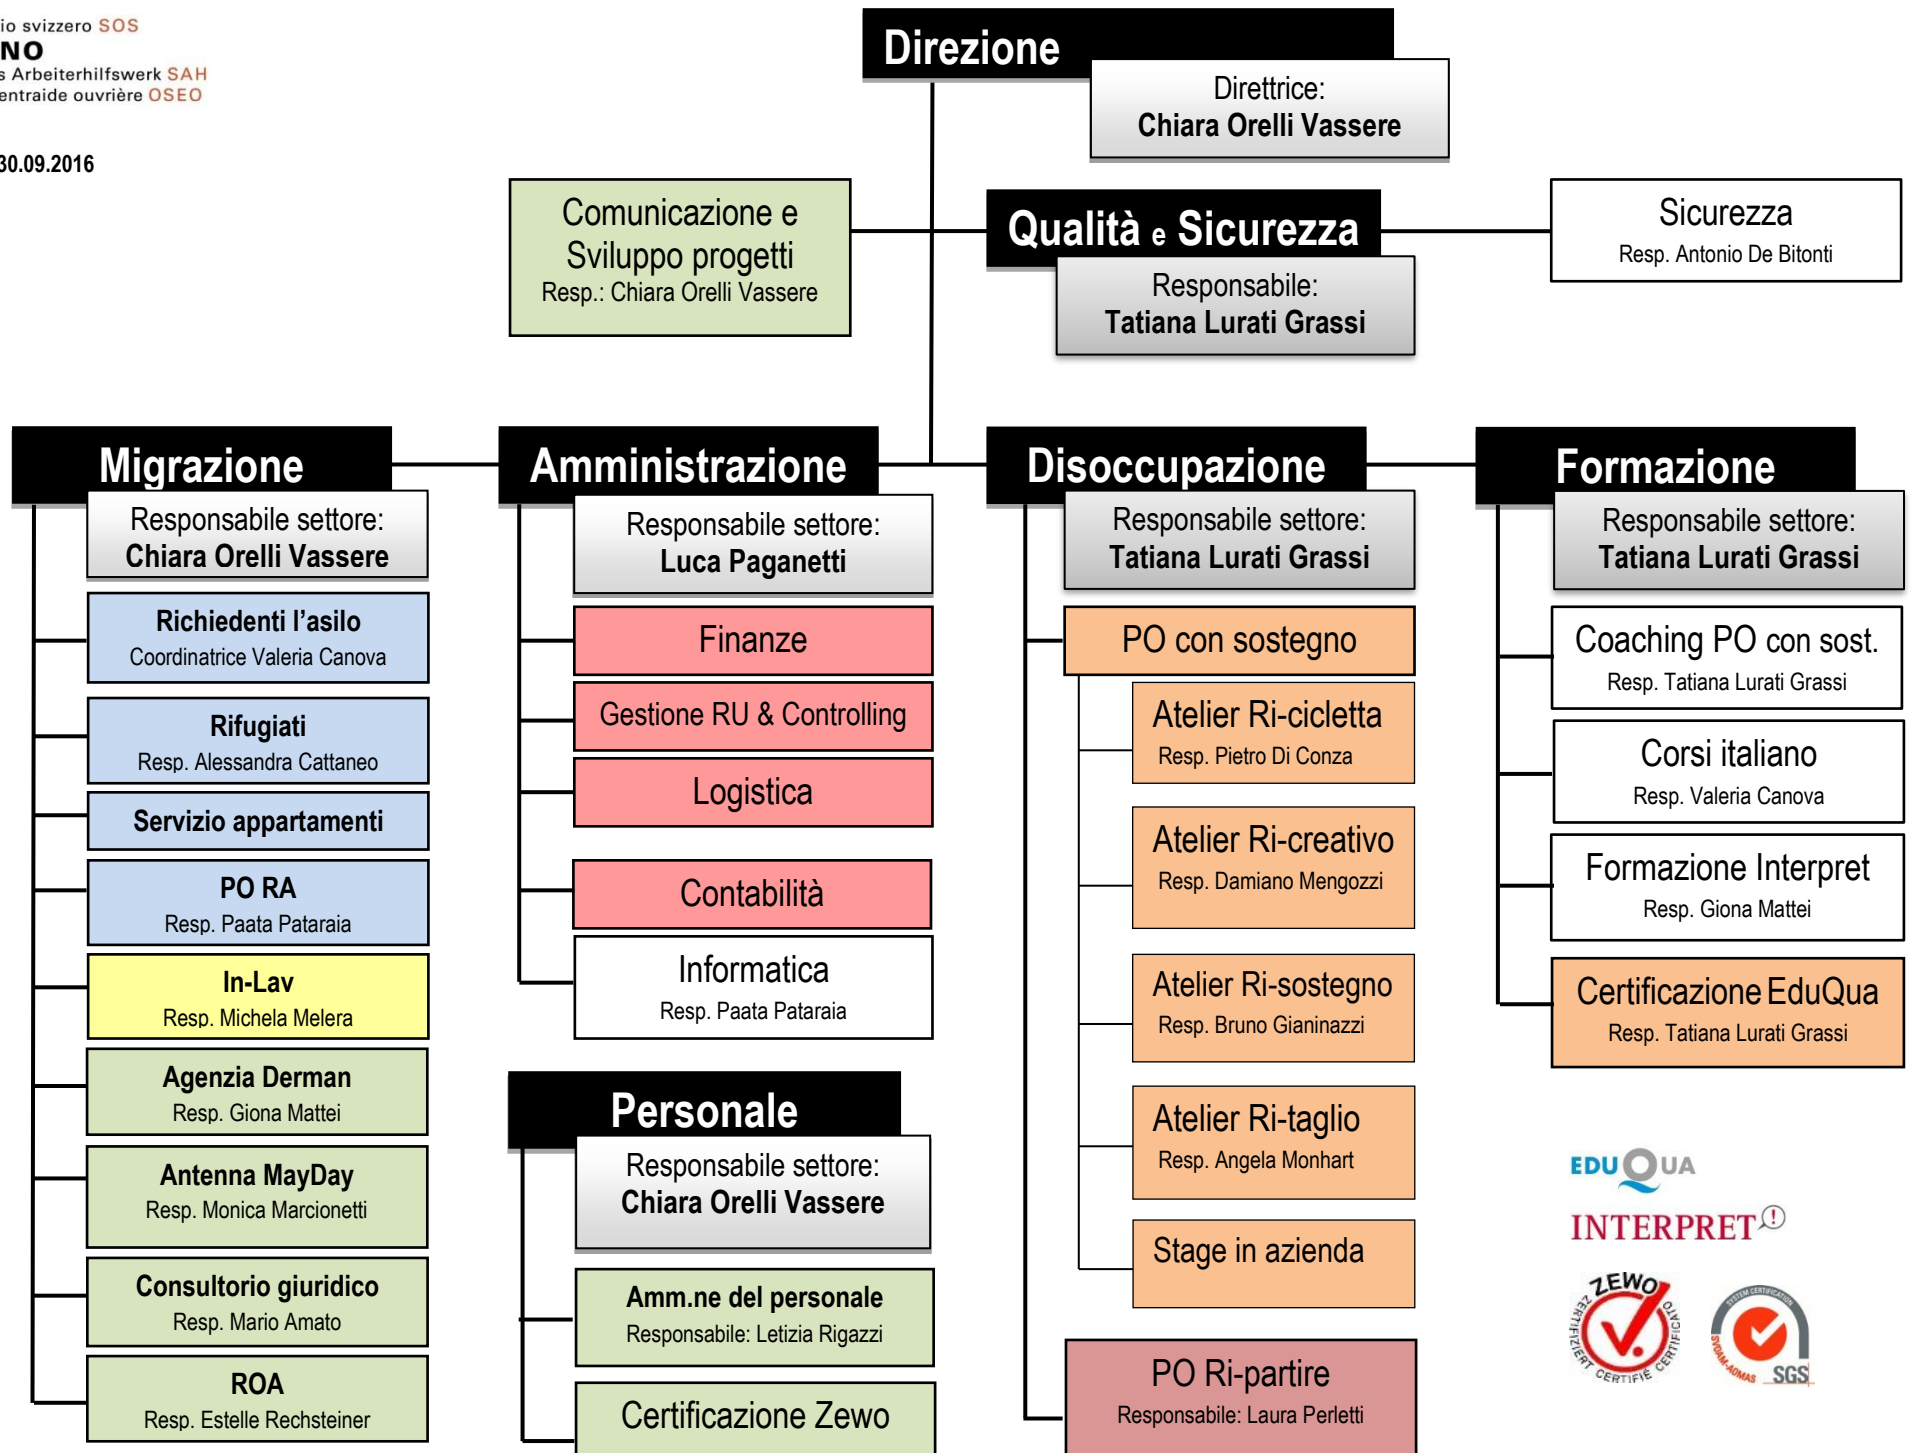 io svizzero SOS
NO
s Arbeiterhilfswerk SAH
entraide ouvrière OSEO
30.09.2016
Direzione
Direttrice:
Chiara Orelli Vassere
Comunicazione e
Sviluppo progetti
Resp.: Chiara Orelli Vassere
Qualità e Sicurezza
Responsabile:
Tatiana Lurati Grassi
Sicurezza
Resp. Antonio De Bitonti
Migrazione
Responsabile settore:
Chiara Orelli Vassere
Richiedenti l'asilo
Coordinatrice Valeria Canova
Rifugiati
Resp. Alessandra Cattaneo
Servizio appartamenti
PO RA
Resp. Paata Pataraia
In-Lav
Resp. Michela Melera
Agenzia Derman
Resp. Giona Mattei
Antenna MayDay
Resp. Monica Marcionetti
Consultorio giuridico
Resp. Mario Amato
ROA
Resp. Estelle Rechsteiner
Amministrazione
Responsabile settore:
Luca Paganetti
Finanze
Gestione RU & Controlling
Logistica
Contabilità
Informatica
Resp. Paata Pataraia
Personale
Responsabile settore:
Chiara Orelli Vassere
Amm.ne del personale
Responsabile: Letizia Rigazzi
Certificazione Zewo
Disoccupazione
Responsabile settore:
Tatiana Lurati Grassi
PO con sostegno
Atelier Ri-cicletta
Resp. Pietro Di Conza
Atelier Ri-creativo
Resp. Damiano Mengozzi
Atelier Ri-sostegno
Resp. Bruno Gianinazzi
Atelier Ri-taglio
Resp. Angela Monhart
Stage in azienda
PO Ri-partire
Responsabile: Laura Perletti
Formazione
Responsabile settore:
Tatiana Lurati Grassi
Coaching PO con sost.
Resp. Tatiana Lurati Grassi
Corsi italiano
Resp. Valeria Canova
Formazione Interpret
Resp. Giona Mattei
Certificazione EduQua
Resp. Tatiana Lurati Grassi
EDUQUA
INTERPRET!
ZEWO
ZERTIFIZIERT CERTIFIÉ CERTIFICATO
SYSTEM CERTIFICATION
SVOAM-AOMAS SGS